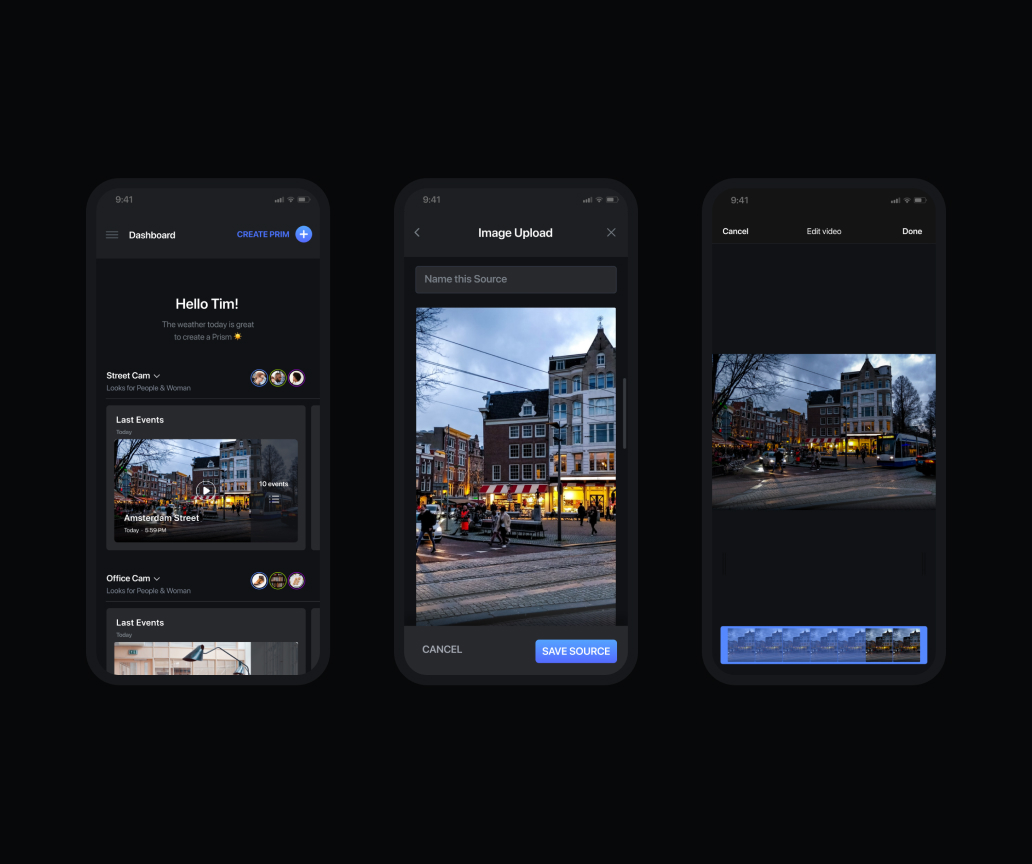 9:41
Dashboard
CREATE PRIM
Hello Tim!
The weather today is great
to create a Prism
Street Cam
Looks for People & Woman
Last Events
Today
10 events
Amsterdam Street
Today · 5:59 PM
Office Cam
Looks for People & Woman
Last Events
Today
9:41
Image Upload
Name this Source
CANCEL
SAVE SOURCE
9:41
Cancel
Edit video
Done